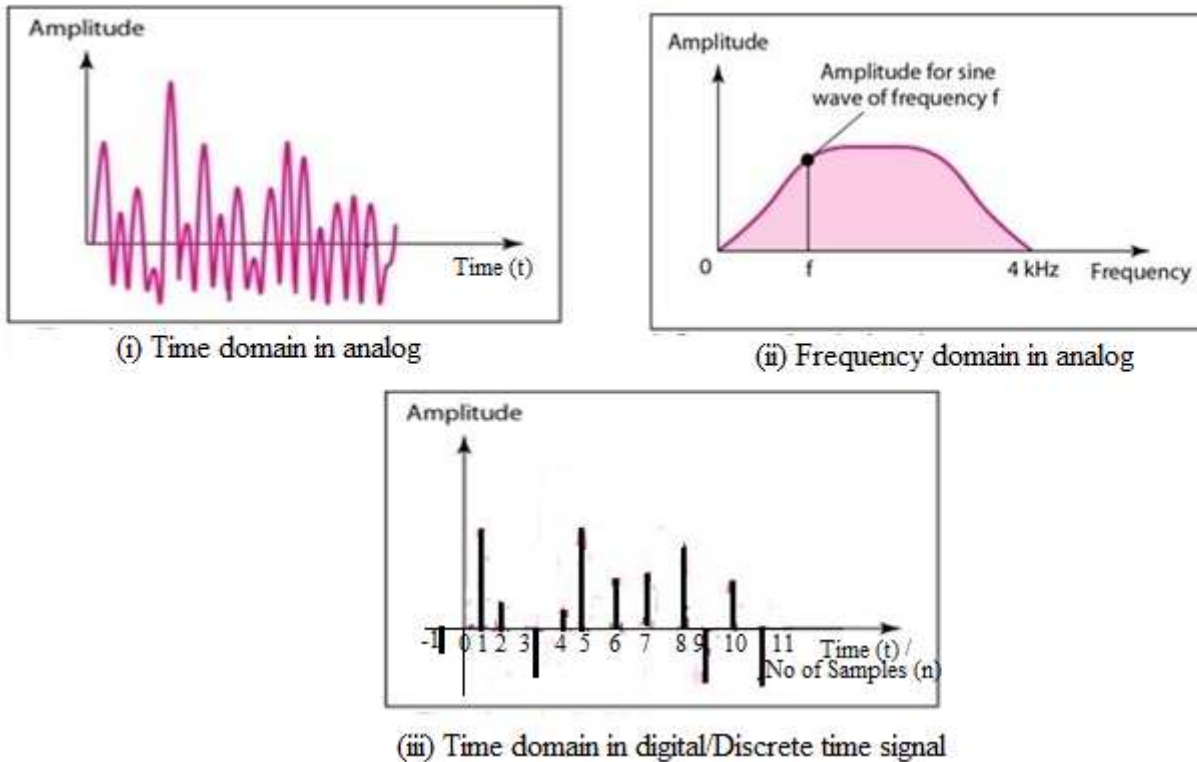 Amplitude
Time (t)
(i) Time domain in analog
Amplitude
Amplitude for sine
wave of frequency f
0 f 4 kHz Frequency
(ii) Frequency domain in analog
Amplitude
-1 0 1 2 3 4 5 6 7 8 9 10 11 Time (t) /
No of Samples (n)
(iii) Time domain in digital/Discrete time signal